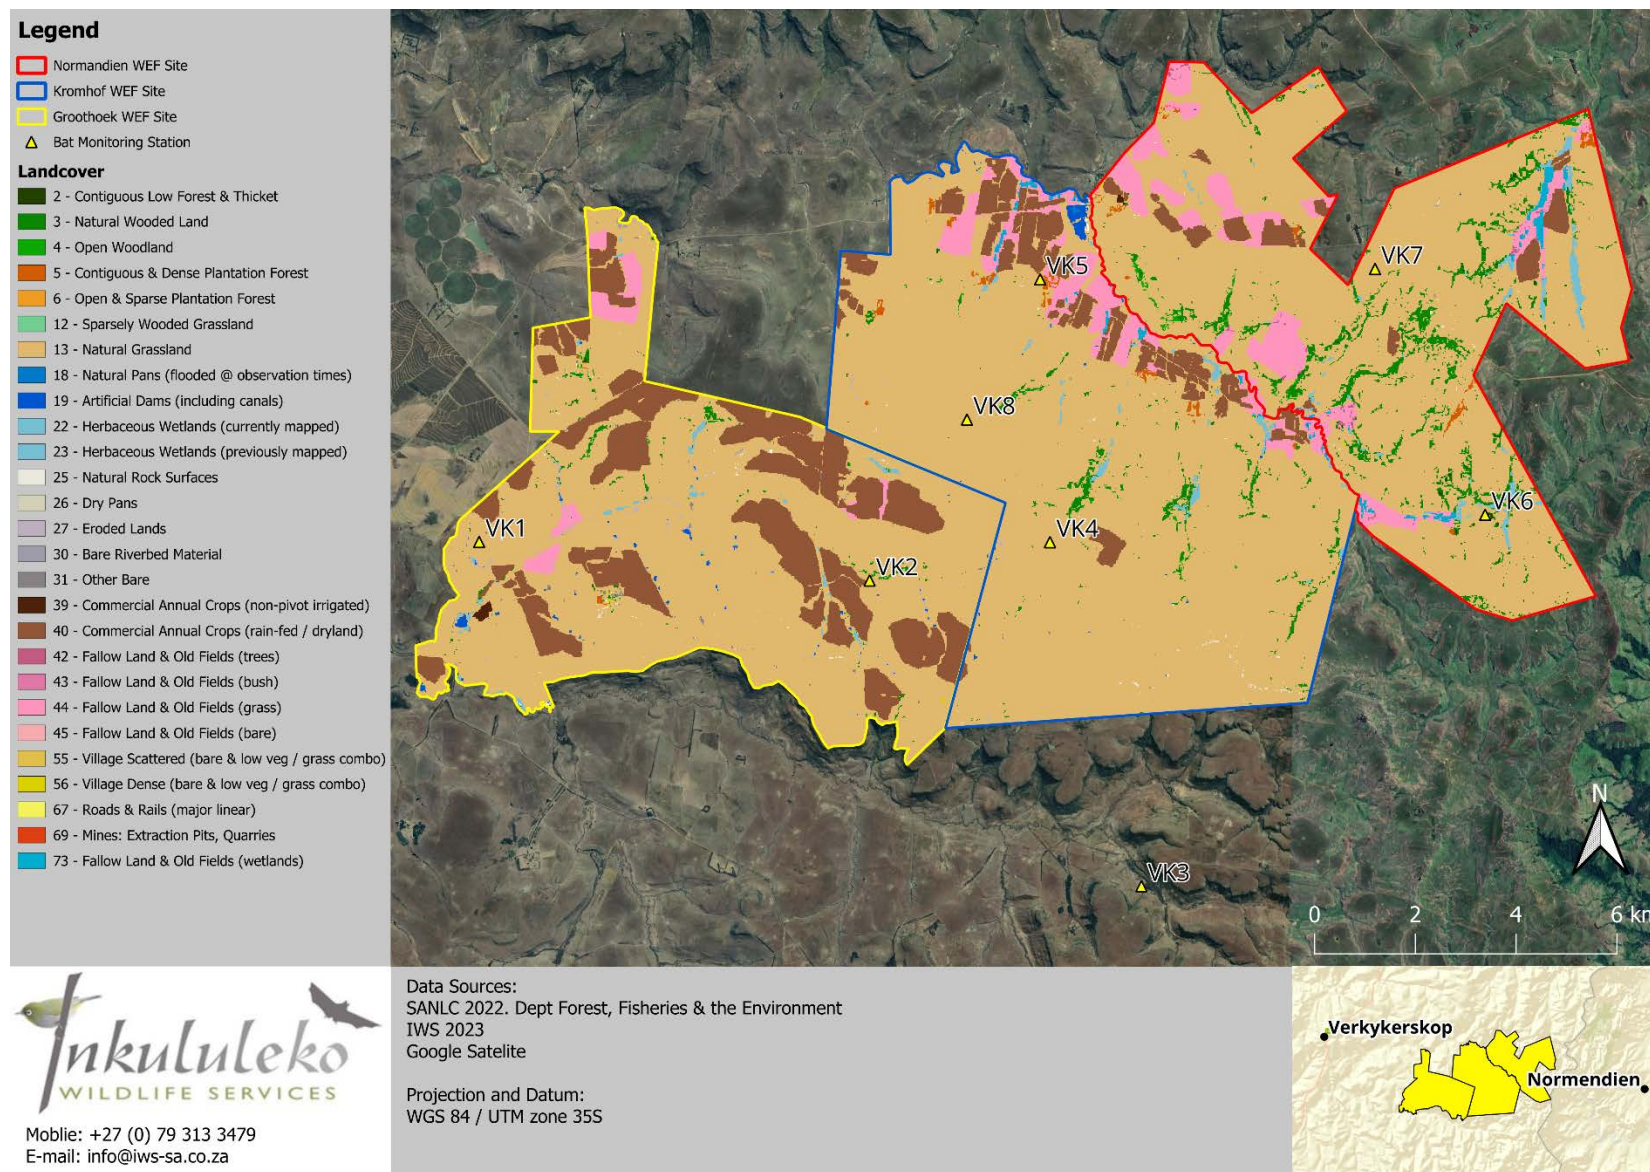 Legend
Normandien WEF Site
Kromhof WEF Site
Groothoek WEF Site
Bat Monitoring Station
Landcover
2 - Contiguous Low Forest & Thicket
3 - Natural Wooded Land
4 - Open Woodland
5 - Contiguous & Dense Plantation Forest
6 - Open & Sparse Plantation Forest
12 - Sparsely Wooded Grassland
13 - Natural Grassland
18 - Natural Pans (flooded @ observation times)
19 - Artificial Dams (including canals)
22 - Herbaceous Wetlands (currently mapped)
23 - Herbaceous Wetlands (previously mapped)
25 - Natural Rock Surfaces
26 - Dry Pans
27 - Eroded Lands
30 - Bare Riverbed Material
31 - Other Bare
39 - Commercial Annual Crops (non-pivot irrigated)
40 - Commercial Annual Crops (rain-fed / dryland)
42 - Fallow Land & Old Fields (trees)
43 - Fallow Land & Old Fields (bush)
44 - Fallow Land & Old Fields (grass)
45 - Fallow Land & Old Fields (bare)
55 - Village Scattered (bare & low veg / grass combo)
56 - Village Dense (bare & low veg / grass combo)
67 - Roads & Rails (major linear)
69 - Mines: Extraction Pits, Quarries
73 - Fallow Land & Old Fields (wetlands)
VK7
VK5
VK8
VK6
VK1
VK4
VK2
VK3
N
0 2 4 6 km
Inkululeko
WILDLIFE SERVICES
Moblie: +27 (0) 79 313 3479
E-mail: info@iws-sa.co.za
Data Sources:
SANLC 2022. Dept Forest, Fisheries & the Environment
IWS 2023
Google Satelite
Projection and Datum:
WGS 84 / UTM zone 35S
Verkykerskop
Normendien